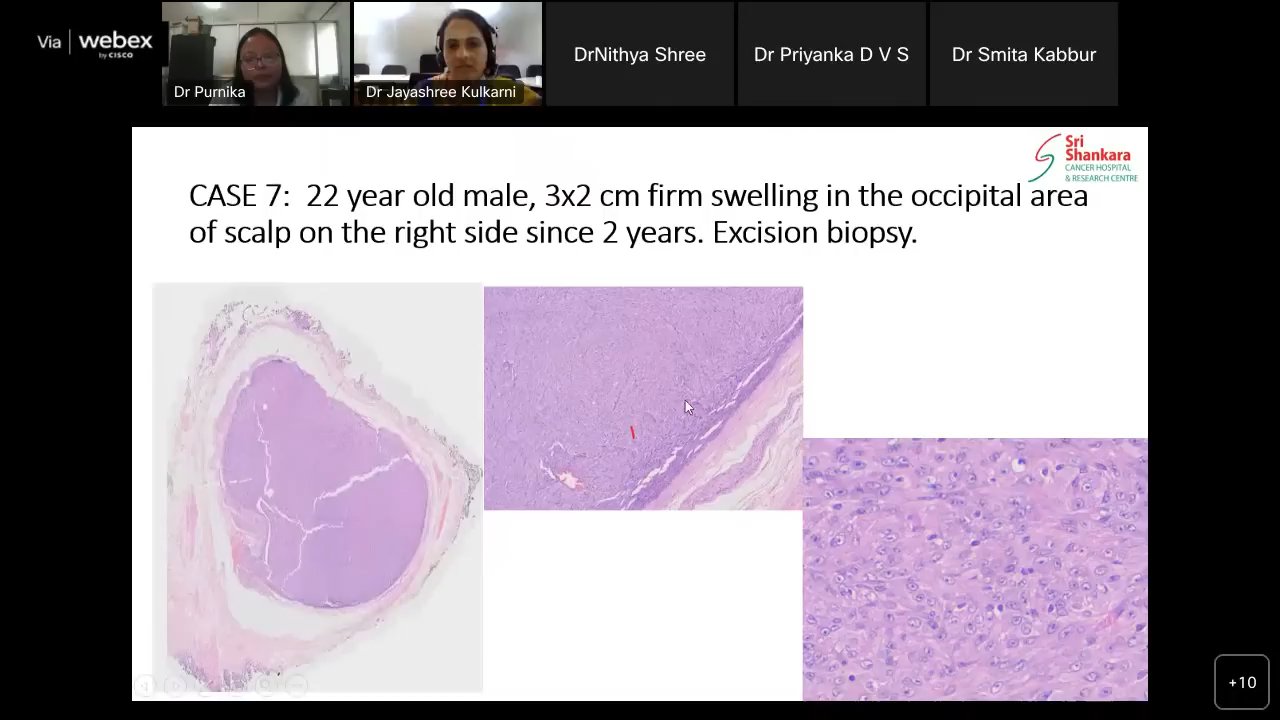 Via webex
by CISCO
Dr Purnika
Dr Jayashree Kulkarni
DrNithya Shree
Dr Priyanka D V S
Dr Smita Kabbur
Sri
Shankara
CANCER HOSPITAL
& RESEARCH CENTRE
CASE 7: 22 year old male, 3x2 cm firm swelling in the occipital area
of scalp on the right side since 2 years. Excision biopsy.
+10